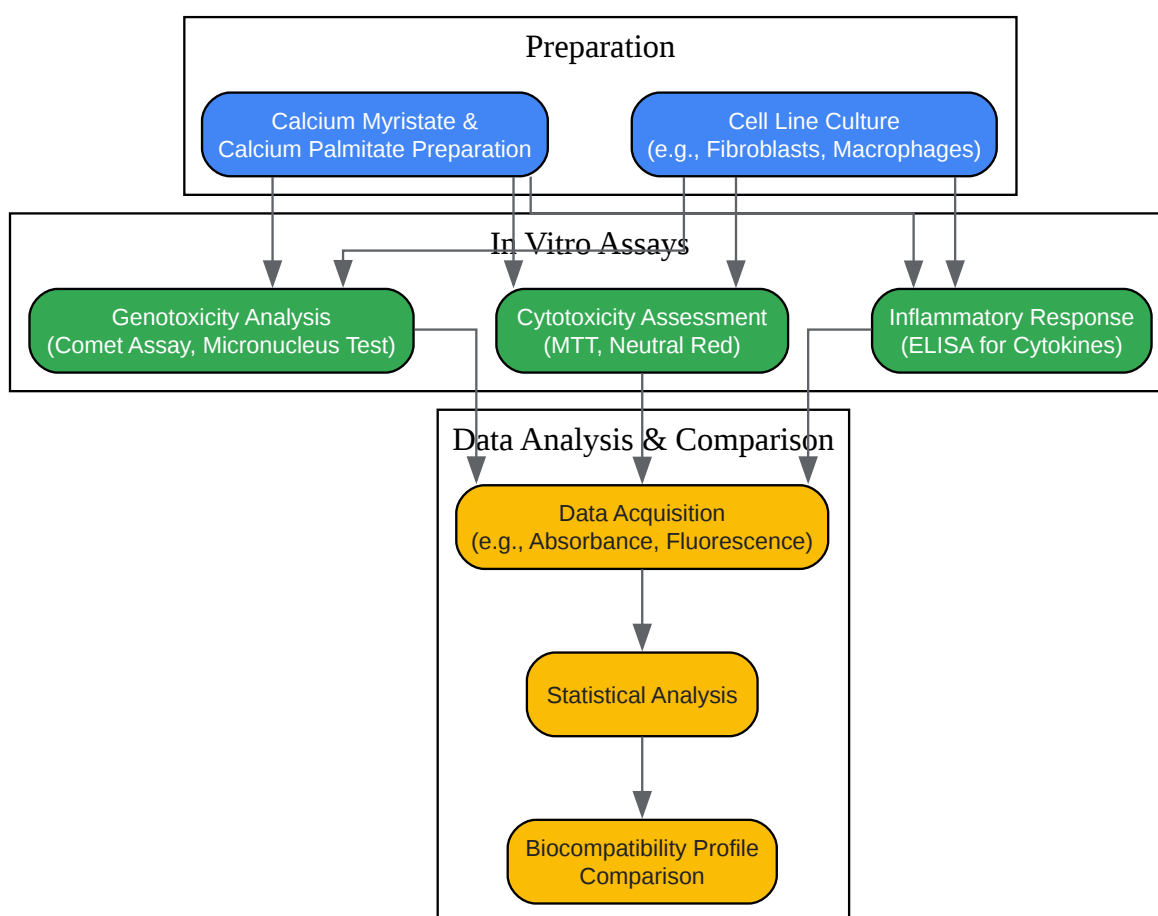 Preparation
Calcium Myristate &
Calcium Palmitate Preparation
Cell Line Culture
(e.g., Fibroblasts, Macrophages)
In Vitro Assays
Genotoxicity Analysis
(Comet Assay, Micronucleus Test)
Cytotoxicity Assessment
(MTT, Neutral Red)
Inflammatory Response
(ELISA for Cytokines)
Data Analysis & Comparison
Data Acquisition
(e.g., Absorbance, Fluorescence)
Statistical Analysis
Biocompatibility Profile
Comparison